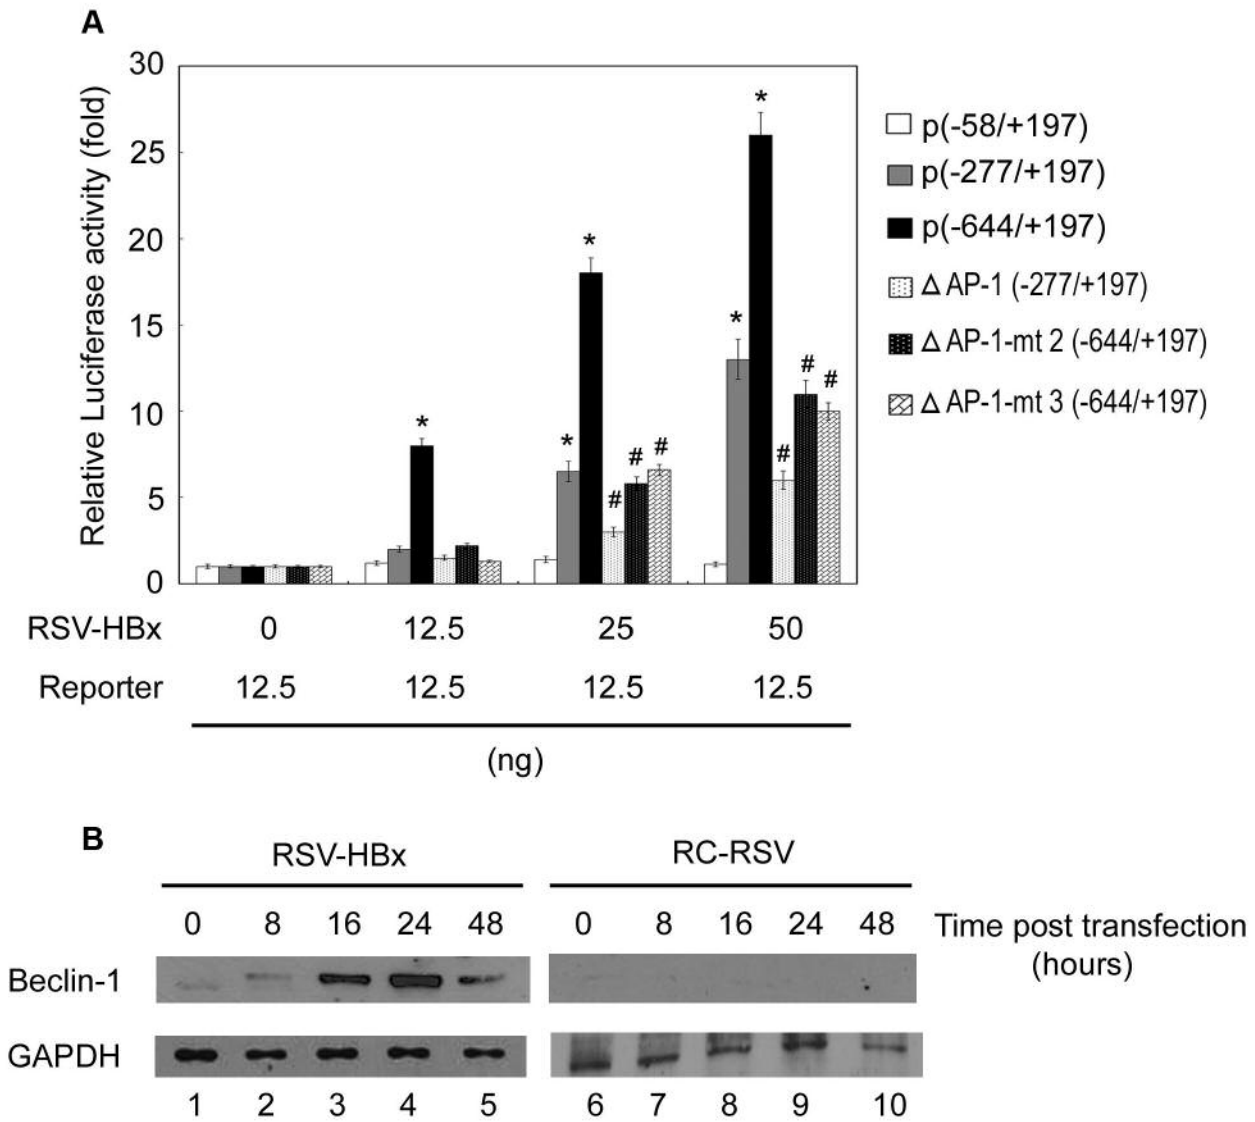 A
Relative Luciferase activity (fold)
30
25
20
15
10
5
0
*
*
*
*
*
#
#
#
#
#
#
p(-58/+197)
p(-277/+197)
p(-644/+197)
Δ AP-1 (-277/+197)
Δ AP-1-mt 2 (-644/+197)
Δ AP-1-mt 3 (-644/+197)
RSV-HBx 0 12.5 25 50
Reporter 12.5 12.5 12.5 12.5
(ng)
B
RSV-HBx RC-RSV
0 8 16 24 48 0 8 16 24 48 Time post transfection
(hours)
Beclin-1
GAPDH
1 2 3 4 5 6 7 8 9 10